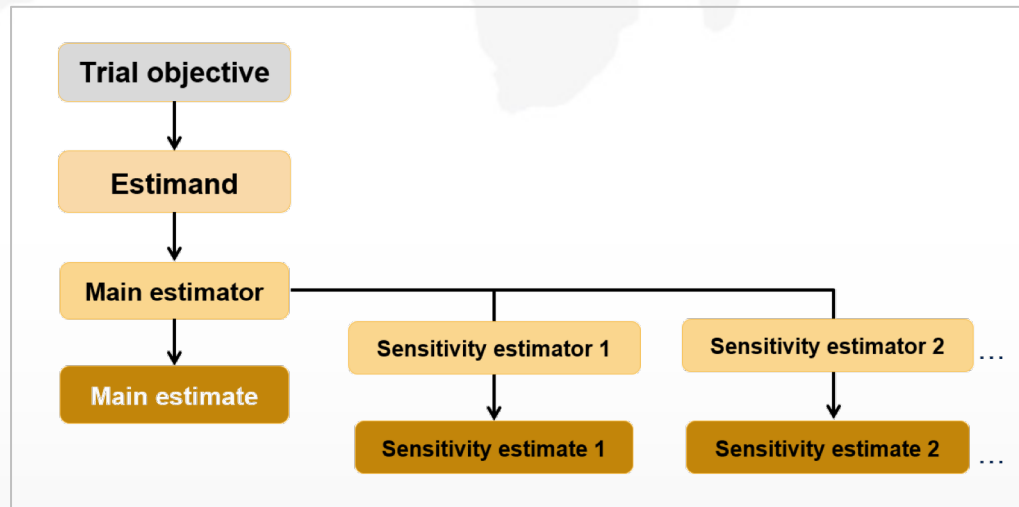 Trial objective
Estimand
Main estimator
Sensitivity estimator 1
Sensitivity estimator 2
...
Main estimate
Sensitivity estimate 1
Sensitivity estimate 2
...